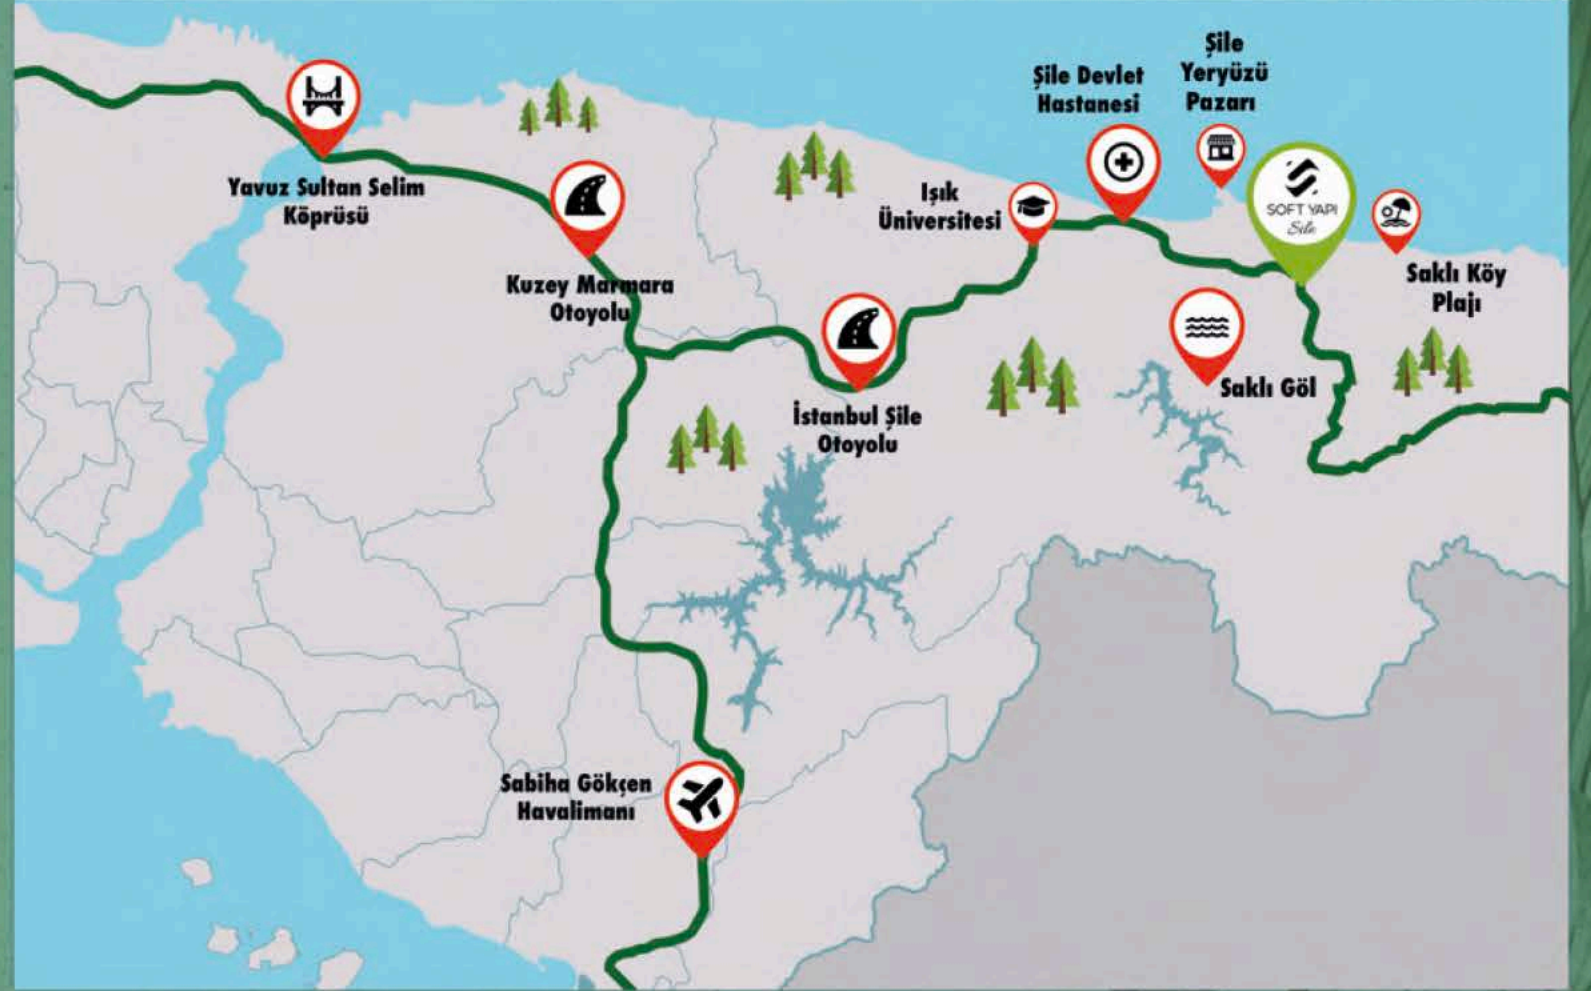 Şile
Yeryüzü
Pazarı
Şile Devlet
Hastanesi
Yavuz Sultan Selim
Köprüsü
Işık
Üniversitesi
SOFT YAPI
Şile
Saklı Köy
Plajı
Kuzey Marmara
Otoyolu
Saklı Göl
İstanbul Şile
Otoyolu
Sabiha Gökçen
Havalimanı